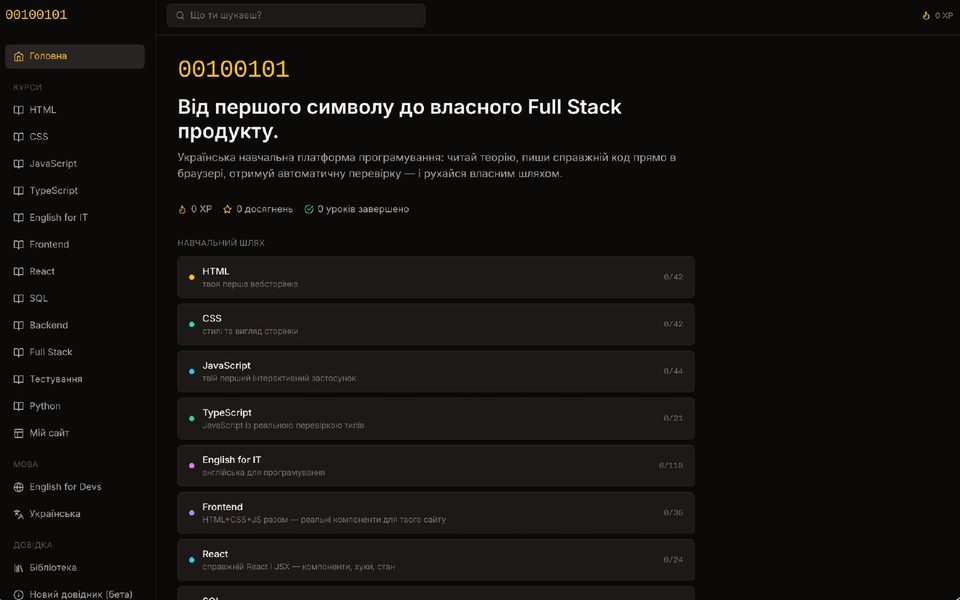 00100101
Що ти шукаєш?
0 XP
Головна
КУРСИ
HTML
CSS
JavaScript
TypeScript
English for IT
Frontend
React
SQL
Backend
Full Stack
Тестування
Python
Мій сайт
МОВА
English for Devs
Українська
ДОВІДКА
Бібліотека
Новий довідник (бета)
00100101
Від першого символу до власного Full Stack
продукту.
Українська навчальна платформа програмування: читай теорію, пиши справжній код прямо в
браузері, отримуй автоматичну перевірку — і рухайся власним шляхом.
0 XP 0 досягнень 0 уроків завершено
НАВЧАЛЬНИЙ ШЛЯХ
HTML
твоя перша вебсторінка
0/42
CSS
стилі та вигляд сторінки
0/42
JavaScript
твій перший інтерактивний застосунок
0/44
TypeScript
JavaScript із реальною перевіркою типів
0/21
English for IT
англійська для програмування
0/110
Frontend
HTML+CSS+JS разом — реальні компоненти для твого сайту
0/36
React
справжній React і JSX — компоненти, хуки, стан
0/24
SQL